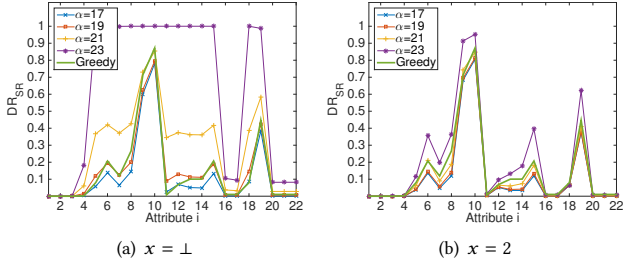 α=17
α=19
α=21
α=23
Greedy
1
0.9
0.8
0.7
0.6
0.5
0.4
0.3
0.2
0.1
DR_SR
2 4 6 8 10 12 14 16 18 20 22
Attribute i
(a) x = ⊥
α=17
α=19
α=21
α=23
Greedy
1
0.9
0.8
0.7
0.6
0.5
0.4
0.3
0.2
0.1
DR_SR
2 4 6 8 10 12 14 16 18 20 22
Attribute i
(b) x = 2